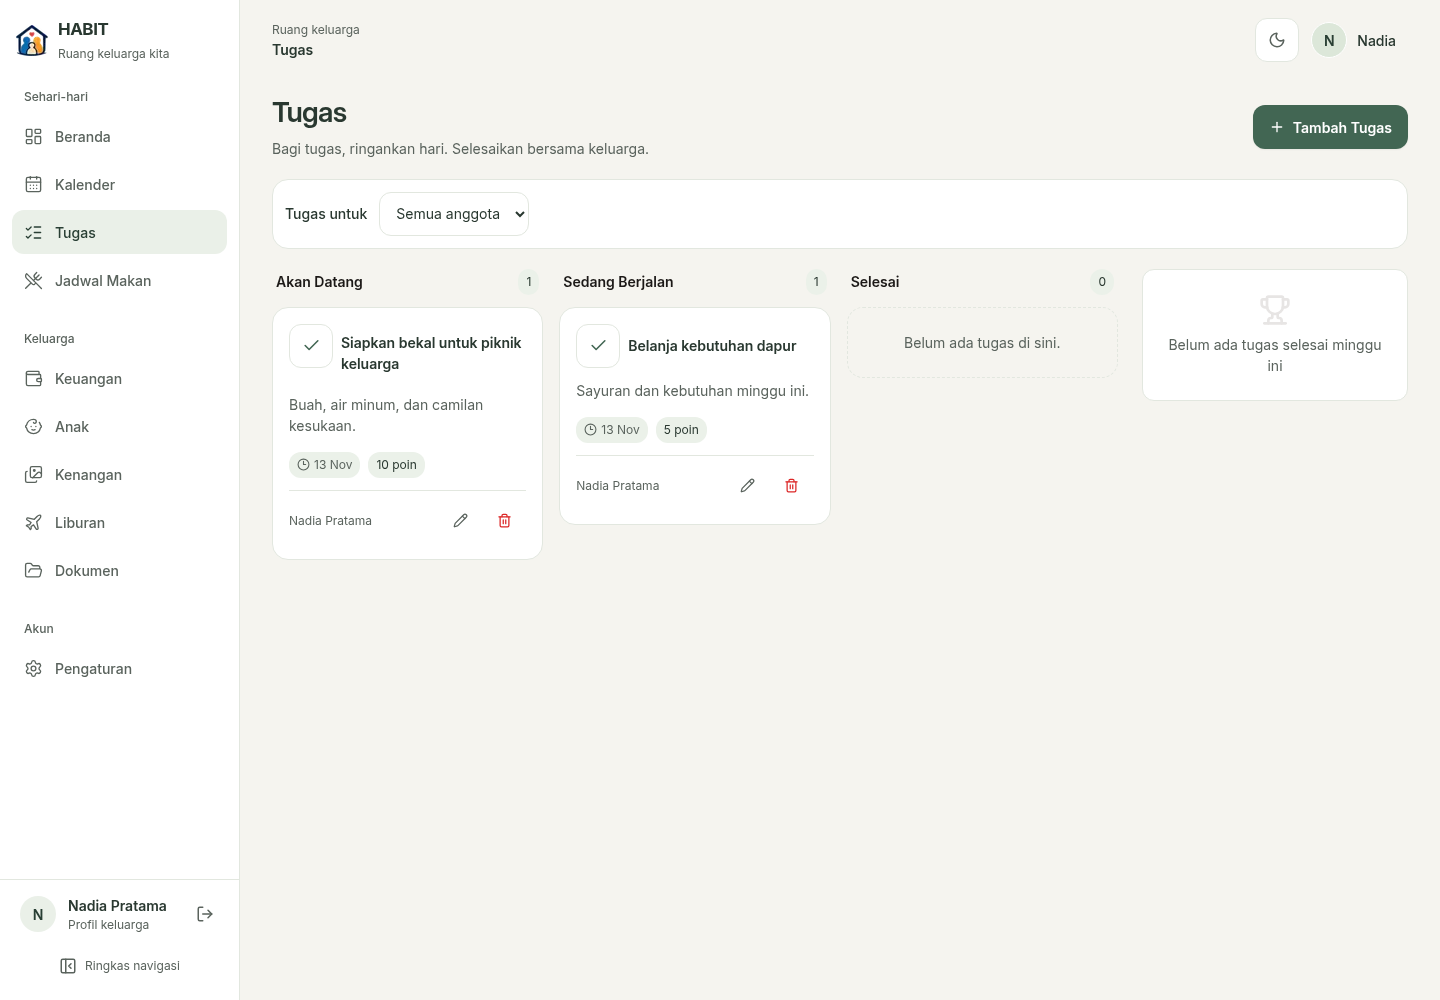 HABIT
Ruang keluarga kita
Sehari-hari
Beranda
Kalender
Tugas
Jadwal Makan
Keluarga
Keuangan
Anak
Kenangan
Liburan
Dokumen
Akun
Pengaturan
N
Nadia Pratama
Profil keluarga
Ringkas navigasi
Ruang keluarga
Tugas
N
Nadia
Tugas
Bagi tugas, ringankan hari. Selesaikan bersama keluarga.
+ Tambah Tugas
Tugas untuk
Semua anggota
Akan Datang
1
Siapkan bekal untuk piknik
keluarga
Buah, air minum, dan camilan
kesukaan.
13 Nov
10 poin
Nadia Pratama
Sedang Berjalan
1
Belanja kebutuhan dapur
Sayuran dan kebutuhan minggu ini.
13 Nov
5 poin
Nadia Pratama
Selesai
0
Belum ada tugas di sini.
Belum ada tugas selesai minggu
ini